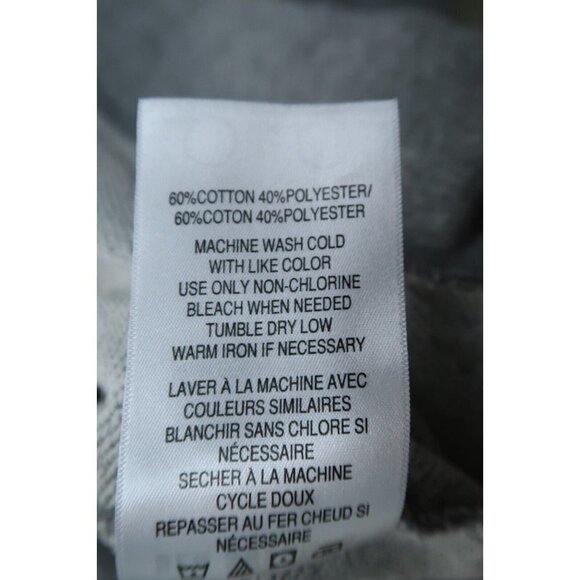 60%COTTON 40%POLYESTER/
60%COTON 40%POLYESTER
MACHINE WASH COLD
WITH LIKE COLOR
USE ONLY NON-CHLORINE
BLEACH WHEN NEEDED
TUMBLE DRY LOW
WARM IRON IF NECESSARY
LAVER À LA MACHINE AVEC
COULEURS SIMILAIRES
BLANCHIR SANS CHLORE SI
NÉCESSAIRE
SECHER À LA MACHINE
CYCLE DOUX
REPASSER AU FER CHEUD SI
NÉCESSAIRE